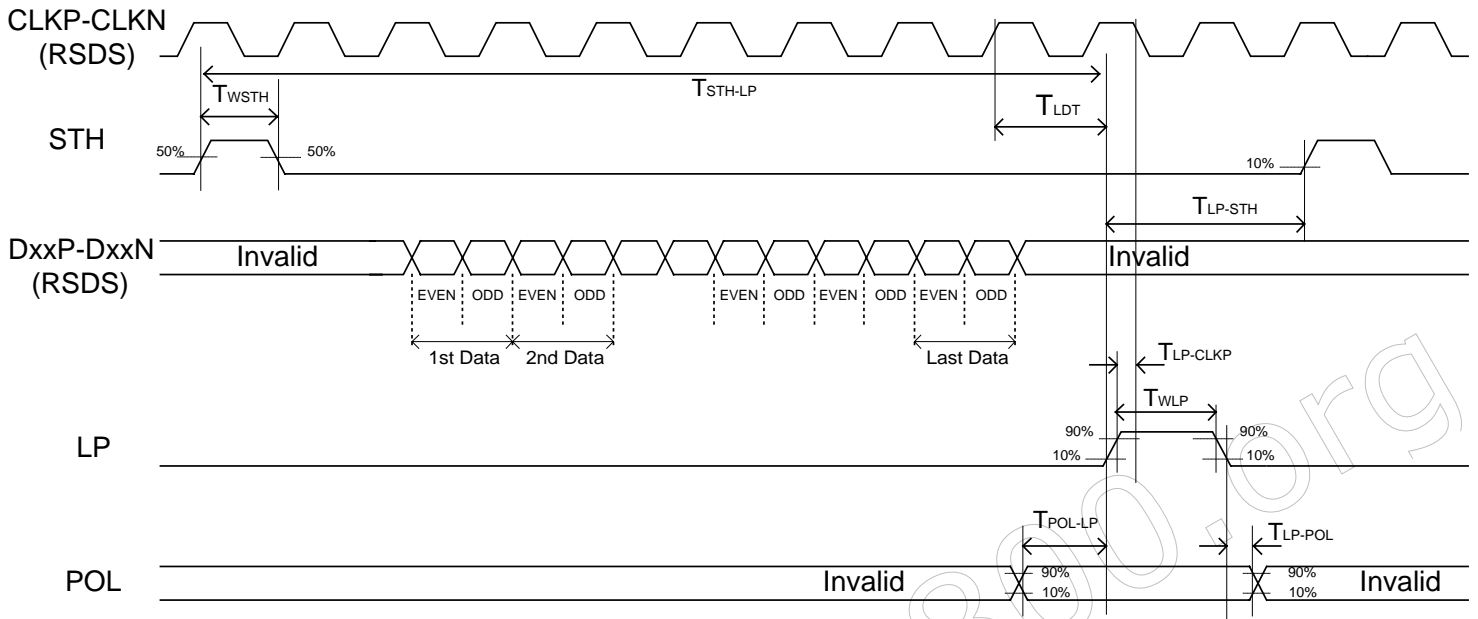 CLKP-CLKN
(RSDS)
TSTH-LP
TWSTH
TLDT
STH
50%
50%
10%
TLP-STH
DxxP-DxxN
(RSDS)
Invalid
Invalid
EVEN ODD EVEN ODD EVEN ODD EVEN ODD EVEN ODD
1st Data 2nd Data Last Data
TLP-CLKP
TWLP
LP
90% 90%
10% 10%
TPOL-LP
TLP-POL
POL
Invalid
90%
10%
90%
10%
Invalid
300.org